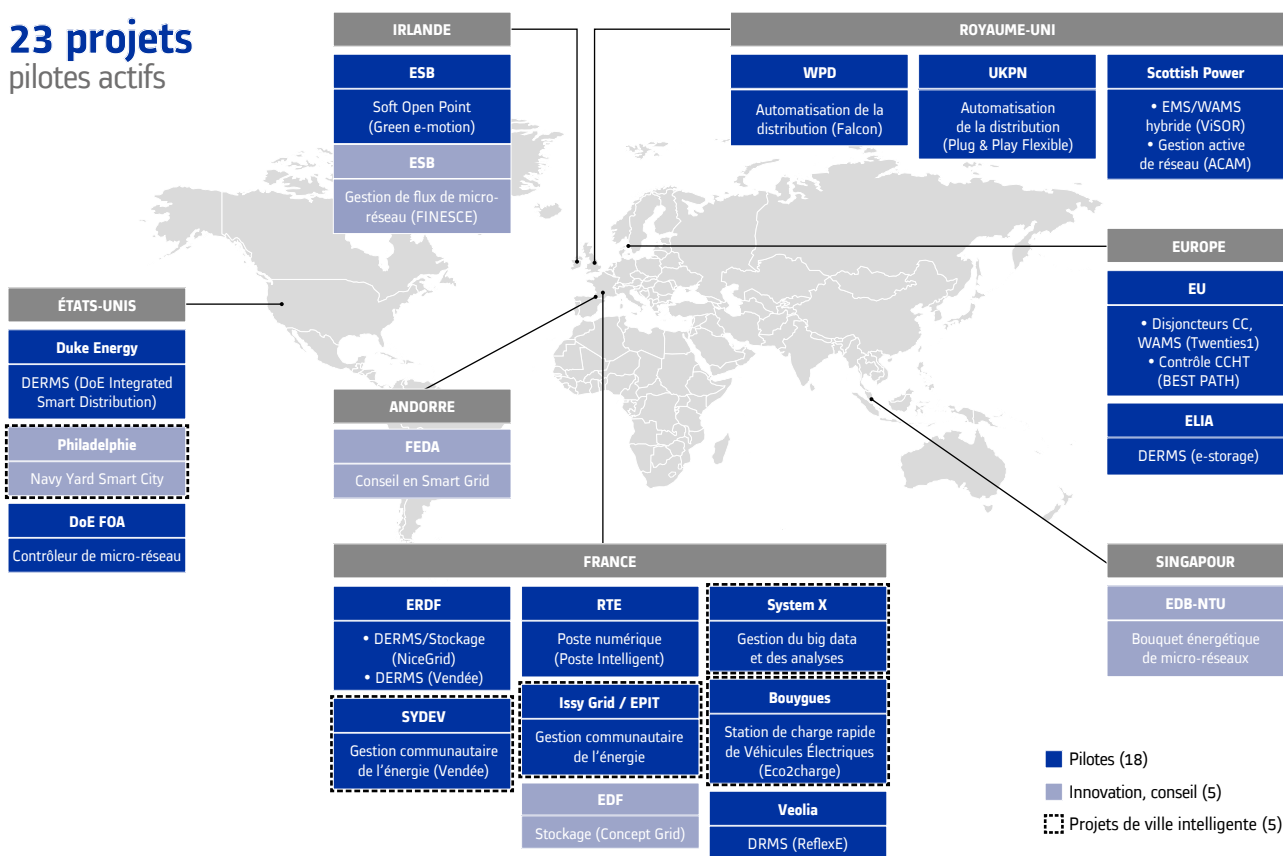 23 projets
pilotes actifs
IRLANDE
ESB
Soft Open Point
(Green e-motion)
ESB
Gestion de flux de micro-
réseau (FINESCE)
ROYAUME-UNI
WPD
Automatisation de la
distribution (Falcon)
UKPN
Automatisation
de la distribution
(Plug & Play Flexible)
Scottish Power
• EMS/WAMS
hybride (ViSOR)
• Gestion active
de réseau (ACAM)
EUROPE
EU
• Disjoncteurs CC,
WAMS (Twenties1)
• Contrôle CCHT
(BEST PATH)
ELIA
DERMS (e-storage)
ÉTATS-UNIS
Duke Energy
DERMS (DoE Integrated
Smart Distribution)
Philadelphie
Navy Yard Smart City
DoE FOA
Contrôleur de micro-réseau
ANDORRE
FEDA
Conseil en Smart Grid
FRANCE
ERDF
• DERMS/Stockage
(NiceGrid)
• DERMS (Vendée)
SYDEV
Gestion communautaire
de l'énergie (Vendée)
RTE
Poste numérique
(Poste Intelligent)
Issy Grid / EPIT
Gestion communautaire
de l'énergie
EDF
Stockage (Concept Grid)
System X
Gestion du big data
et des analyses
Bouygues
Station de charge rapide
de Véhicules Électriques
(Eco2charge)
Veolia
DRMS (ReflexE)
SINGAPOUR
EDB-NTU
Bouquet énergétique
de micro-réseaux
Pilotes (18)
Innovation, conseil (5)
Projets de ville intelligente (5)